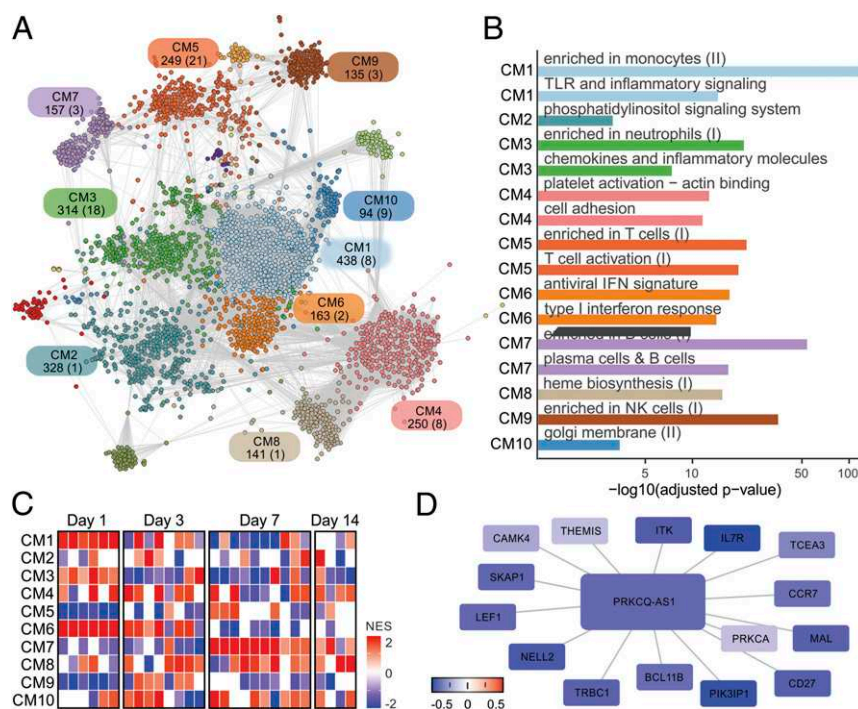 A
CM5
249 (21)
CM9
135 (3)
CM7
157 (3)
CM3
314 (18)
CM10
94 (9)
CM1
438 (8)
CM6
163 (2)
CM2
328 (1)
CM4
250 (8)
CM8
141 (1)
B
enriched in monocytes (II)
CM1
TLR and inflammatory signaling
CM1
phosphatidylinositol signaling system
CM2
enriched in neutrophils (I)
CM3
chemokines and inflammatory molecules
CM3
platelet activation − actin binding
CM4
cell adhesion
CM4
enriched in T cells (I)
CM5
T cell activation (I)
CM5
antiviral IFN signature
CM6
type I interferon response
CM6
CM7
plasma cells & B cells
CM7
heme biosynthesis (I)
CM8
enriched in NK cells (I)
CM9
golgi membrane (II)
CM10
5 10 50 100
−log10(adjusted p−value)
C
Day 1 Day 3 Day 7 Day 14
CM1
CM2
CM3
CM4
CM5
CM6
CM7
CM8
CM9
CM10
NES
2
0
-2
D
CAMK4
THEMIS
ITK
IL7R
TCEA3
SKAP1
PRKCQ-AS1
CCR7
LEF1
PRKCA
MAL
NELL2
TRBC1
BCL11B
PIK3IP1
CD27
-0.5 0 0.5